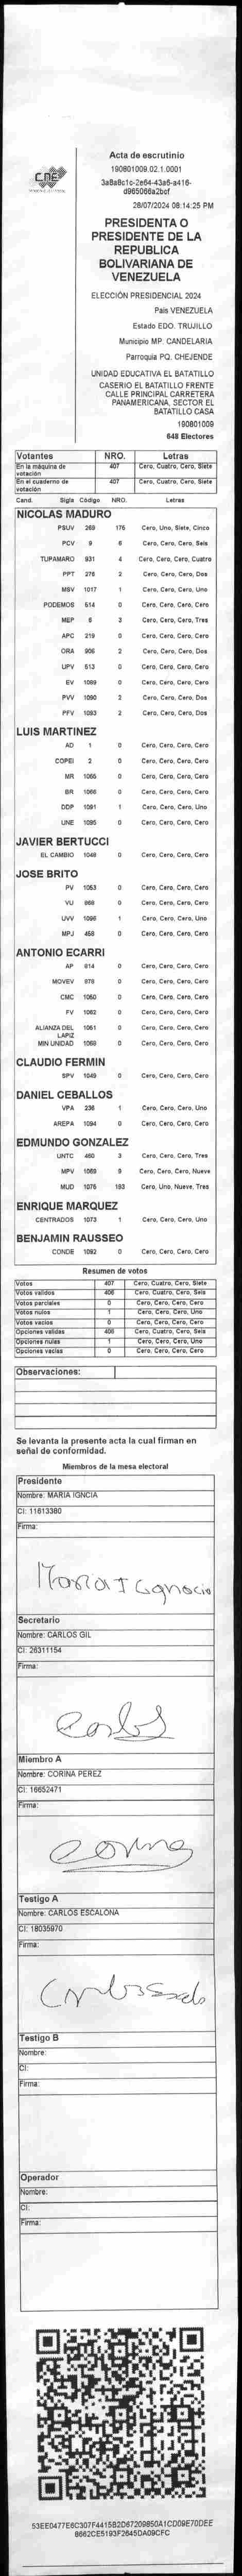 CNE
Acta de escrutinio
190801009.02.1.0001
3a8a8c1c-2e64-43a6-a416-
d965066a2bcf
28/07/2024 08:14:25 PM
PRESIDENTA O
PRESIDENTE DE LA
REPUBLICA
BOLIVARIANA DE
VENEZUELA
ELECCIÓN PRESIDENCIAL 2024
País VENEZUELA
Estado EDO. TRUJILLO
Municipio MP. CANDELARIA
Parroquia PQ. CHEJENDE
UNIDAD EDUCATIVA EL BATATILLO
CASERIO EL BATATILLO FRENTE
CALLE PRINCIPAL CARRETERA
PANAMERICANA, SECTOR EL
BATATILLO CASA
190801009
648 Electores
Votantes NRO. Letras
En la máquina de votación 407 Cero, Cuatro, Cero, Siete
En el cuaderno de votación 407 Cero, Cuatro, Cero, Siete
Cand. Sigla Código NRO. Letras
NICOLAS MADURO
PSUV 269 175 Cero, Uno, Siete, Cinco
PCV 9 6 Cero, Cero, Cero, Seis
TUPAMARO 931 4 Cero, Cero, Cero, Cuatro
PPT 276 2 Cero, Cero, Cero, Dos
MSV 1017 1 Cero, Cero, Cero, Uno
PODEMOS 514 0 Cero, Cero, Cero, Cero
MEP 6 3 Cero, Cero, Cero, Tres
APC 219 0 Cero, Cero, Cero, Cero
ORA 906 2 Cero, Cero, Cero, Dos
UPV 513 0 Cero, Cero, Cero, Cero
EV 1089 0 Cero, Cero, Cero, Cero
PVV 1090 2 Cero, Cero, Cero, Dos
PFV 1093 2 Cero, Cero, Cero, Dos
LUIS MARTINEZ
AD 1 0 Cero, Cero, Cero, Cero
COPEI 2 0 Cero, Cero, Cero, Cero
MR 1055 0 Cero, Cero, Cero, Cero
BR 1066 0 Cero, Cero, Cero, Cero
DDP 1091 1 Cero, Cero, Cero, Uno
UNE 1095 0 Cero, Cero, Cero, Cero
JAVIER BERTUCCI
EL CAMBIO 1048 0 Cero, Cero, Cero, Cero
JOSE BRITO
PV 1053 0 Cero, Cero, Cero, Cero
VU 868 0 Cero, Cero, Cero, Cero
UVV 1096 1 Cero, Cero, Cero, Uno
MPJ 458 0 Cero, Cero, Cero, Cero
ANTONIO ECARRI
AP 814 0 Cero, Cero, Cero, Cero
MOVEV 878 0 Cero, Cero, Cero, Cero
CMC 1050 0 Cero, Cero, Cero, Cero
FV 1062 0 Cero, Cero, Cero, Cero
ALIANZA DEL LAPIZ 1051 0 Cero, Cero, Cero, Cero
MIN UNIDAD 1069 0 Cero, Cero, Cero, Cero
CLAUDIO FERMIN
SPV 1049 0 Cero, Cero, Cero, Cero
DANIEL CEBALLOS
VPA 236 1 Cero, Cero, Cero, Uno
AREPA 1094 0 Cero, Cero, Cero, Cero
EDMUNDO GONZALEZ
UNTC 460 3 Cero, Cero, Cero, Tres
MPV 1089 9 Cero, Cero, Cero, Nueve
MUD 1075 193 Cero, Uno, Nueve, Tres
ENRIQUE MARQUEZ
CENTRADOS 1073 1 Cero, Cero, Cero, Uno
BENJAMIN RAUSSEO
CONDE 1092 0 Cero, Cero, Cero, Cero
Resumen de votos
Votos 407 Cero, Cuatro, Cero, Siete
Votos validos 406 Cero, Cuatro, Cero, Seis
Votos parciales 0 Cero, Cero, Cero, Cero
Votos nulos 1 Cero, Cero, Cero, Uno
Votos vacios 0 Cero, Cero, Cero, Cero
Opciones validas 406 Cero, Cuatro, Cero, Seis
Opciones nulas 1 Cero, Cero, Cero, Uno
Opciones vacias 0 Cero, Cero, Cero, Cero
Observaciones:
Se levanta la presente acta la cual firman en
señal de conformidad.
Miembros de la mesa electoral
Presidente
Nombre: MARIA IGNCIA
CI: 11613380
Firma:
Maria Ignacio
Secretario
Nombre: CARLOS GIL
CI: 26311154
Firma:
Carlos
Miembro A
Nombre: CORINA PEREZ
CI: 16652471
Firma:
Corina
Testigo A
Nombre: CARLOS ESCALONA
CI: 18035970
Firma:
Testigo B
Nombre:
CI:
Firma:
Operador
Nombre:
CI:
Firma:
53EE0477E6C307F4415B2D67209850A1CD09E70DEE
8662CE5193F2645DA09CFC